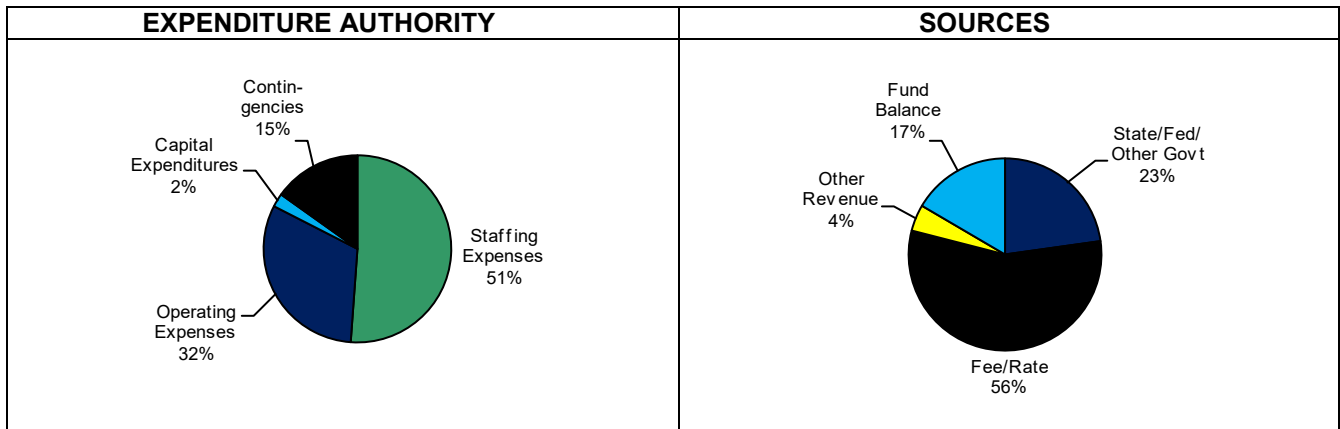 EXPENDITURE AUTHORITY
Contin-
gencies
15%
Capital
Expenditures
2%
Staffing
Expenses
51%
Operating
Expenses
32%
SOURCES
Fund
Balance
17%
State/Fed/
Other Govt
23%
Other
Revenue
4%
Fee/Rate
56%